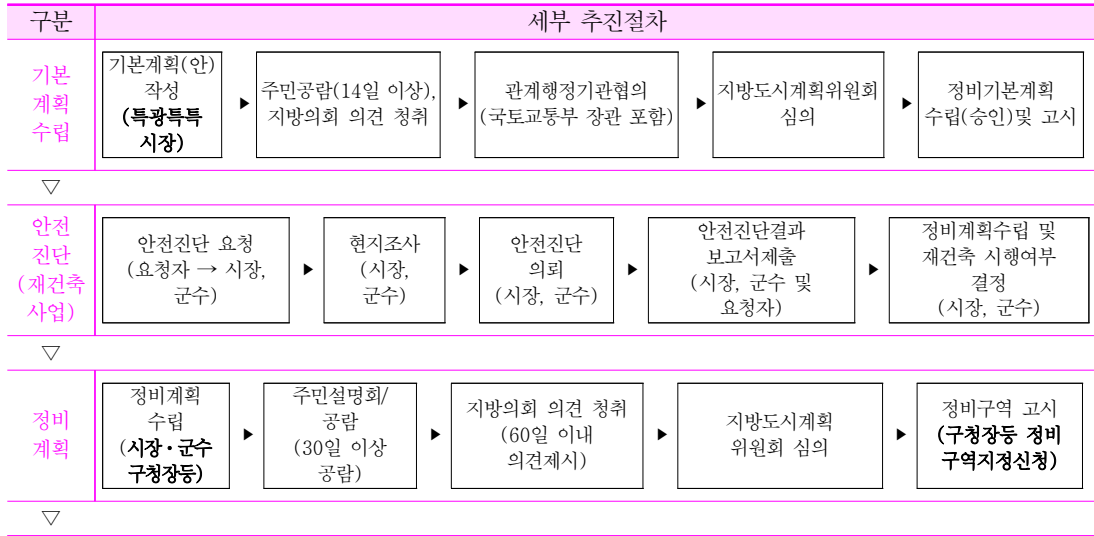 구분
세부 추진절차
기본
계획
수립
기본계획(안)
작성
(특광특특
시장)
▶
주민공람(14일 이상),
지방의회 의견 청취
▶
관계행정기관협의
(국토교통부 장관 포함)
▶
지방도시계획위원회
심의
▶
정비기본계획
수립(승인)및 고시
▽
안전
진단
(재건축
사업)
안전진단 요청
(요청자 → 시장,
군수)
▶
현지조사
(시장,
군수)
▶
안전진단
의뢰
(시장, 군수)
▶
안전진단결과
보고서제출
(시장, 군수 및
요청자)
▶
정비계획수립 및
재건축 시행여부
결정
(시장, 군수)
▽
정비
계획
정비계획
수립
(시장・군수
구청장등)
▶
주민설명회/
공람
(30일 이상
공람)
▶
지방의회 의견 청취
(60일 이내
의견제시)
▶
지방도시계획
위원회 심의
▶
정비구역 고시
(구청장등 정비
구역지정신청)
▽